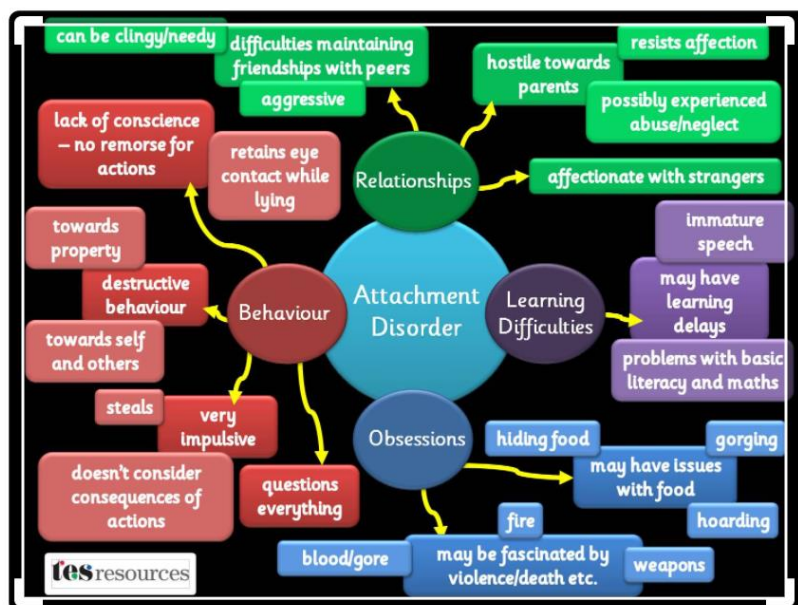 can be clingy/needy
difficulties maintaining
friendships with peers
aggressive
hostile towards
parents
resists affection
possibly experienced
abuse/neglect
affectionate with strangers
Relationships
lack of conscience
– no remorse for
actions
retains eye
contact while
lying
towards
property
destructive
behaviour
towards self
and others
Behaviour
Attachment
Disorder
Learning
Difficulties
immature
speech
may have
learning
delays
problems with basic
literacy and maths
steals
very
impulsive
doesn't consider
consequences of
actions
questions
everything
Obsessions
hiding food
gorging
may have issues
with food
hoarding
fire
blood/gore
may be fascinated by
violence/death etc.
weapons
tes resources